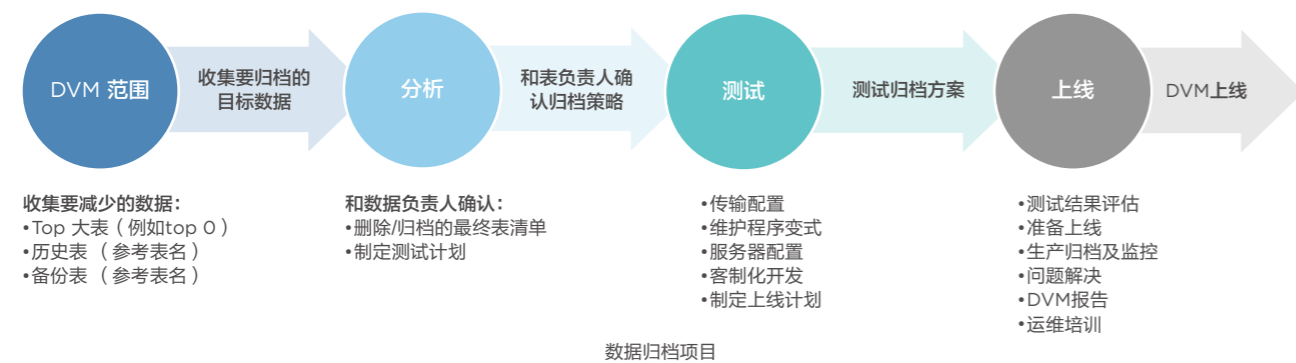 DVM 范围
收集要归档的
目标数据
分析
和表负责人确
认归档策略
测试
测试归档方案
上线
DVM上线
收集要减少的数据：
•Top 大表（例如top 0）
•历史表 （参考表名）
•备份表 （参考表名）
和数据负责人确认：
•删除/归档的最终表清单
•制定测试计划
•传输配置
•维护程序变式
•服务器配置
•客制化开发
•制定上线计划
•测试结果评估
•准备上线
•生产归档及监控
•问题解决
•DVM报告
•运维培训
数据归档项目